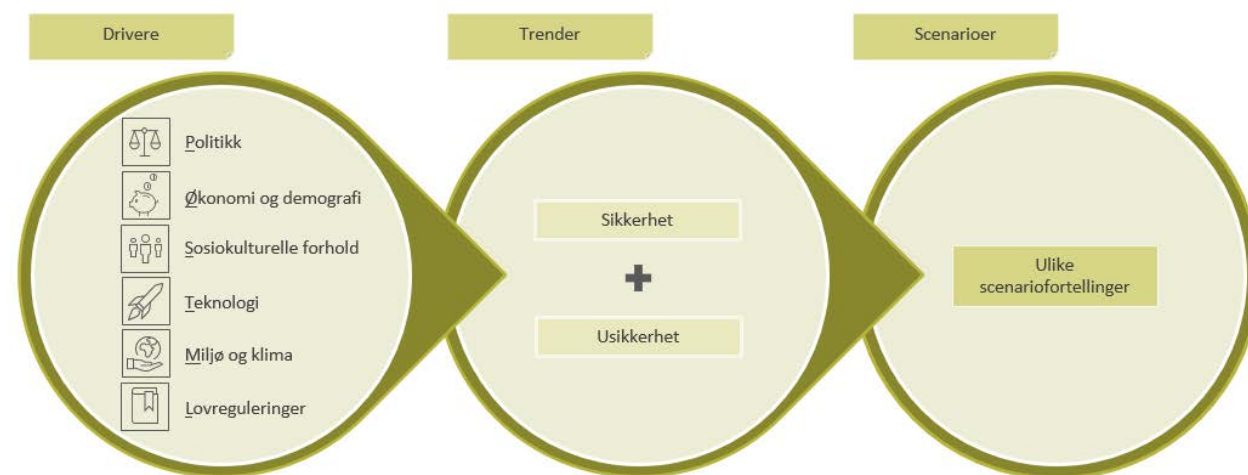 Drivere
Trender
Scenarioer
Politikk
Økonomi og demografi
Sosiokulturelle forhold
Teknologi
Miljø og klima
Lovreguleringer
Sikkerhet
Usikkerhet
Ulike
scenariofortellinger